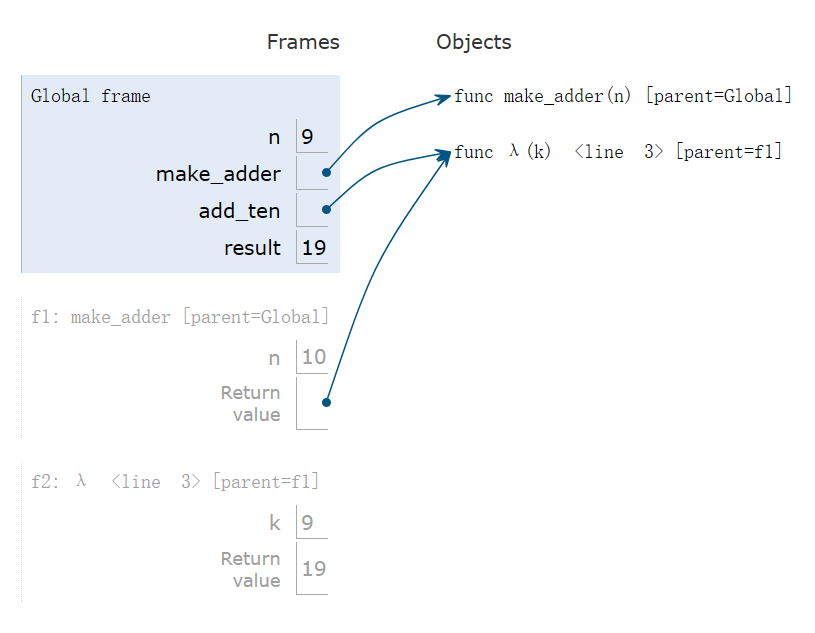 Frames Objects
Global frame
func make_adder(n) [parent=Global]
n 9
func λ(k) <line 3> [parent=f1]
make_adder
add_ten
result 19
f1: make_adder [parent=Global]
n 10
Return
value
f2: λ <line 3> [parent=f1]
k 9
Return
value 19